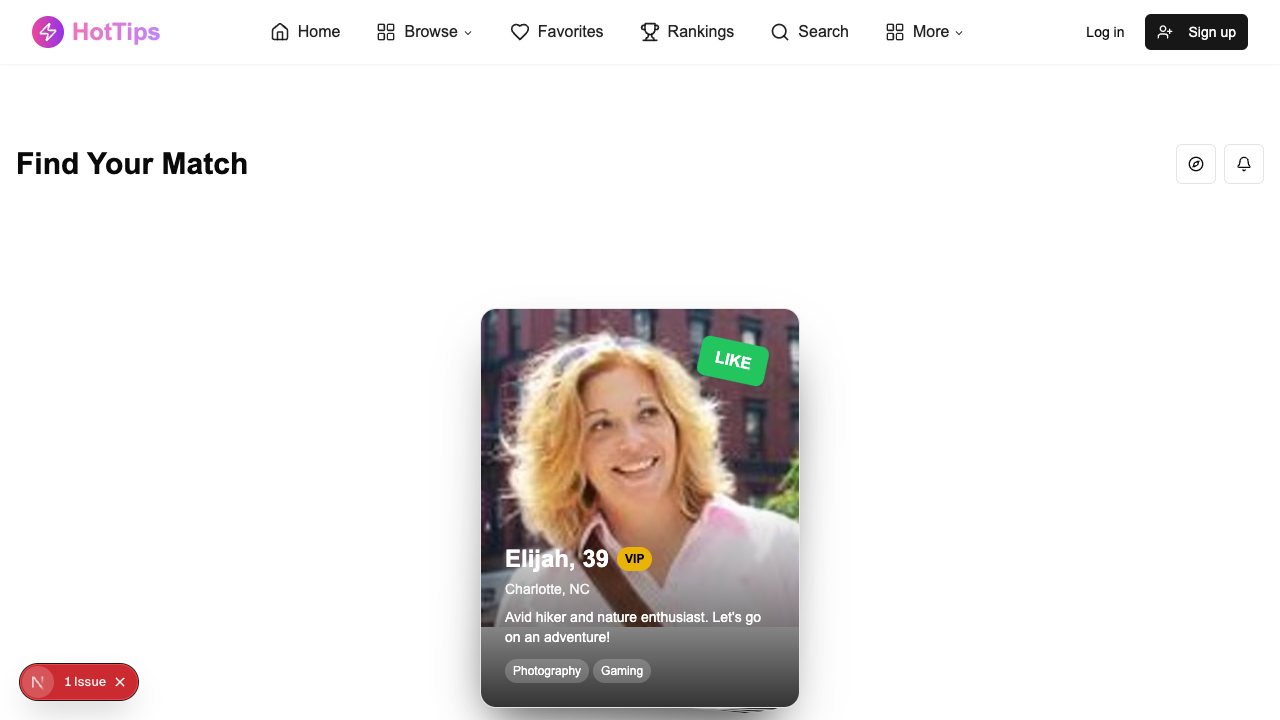 HotTips
Home
Browse
Favorites
Rankings
Search
More
Log in
Sign up
Find Your Match
LIKE
Elijah, 39
VIP
Charlotte, NC
Avid hiker and nature enthusiast. Let's go
on an adventure!
Photography
Gaming
N
1 Issue